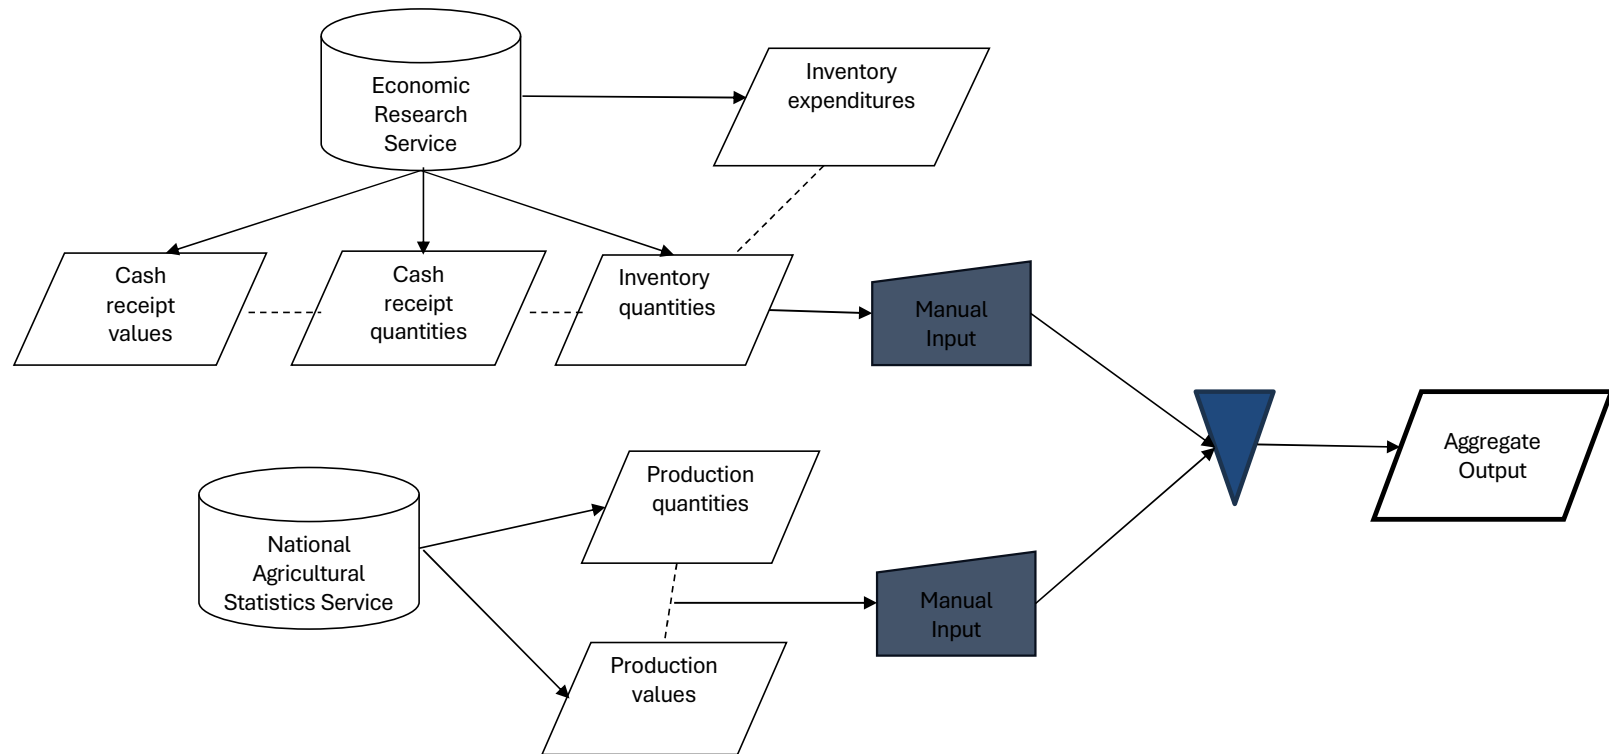 Economic
Research
Service
Inventory
expenditures
Cash
receipt
values
Cash
receipt
quantities
Inventory
quantities
Manual
Input
Aggregate
Output
Production
quantities
National
Agricultural
Statistics Service
Manual
Input
Production
values